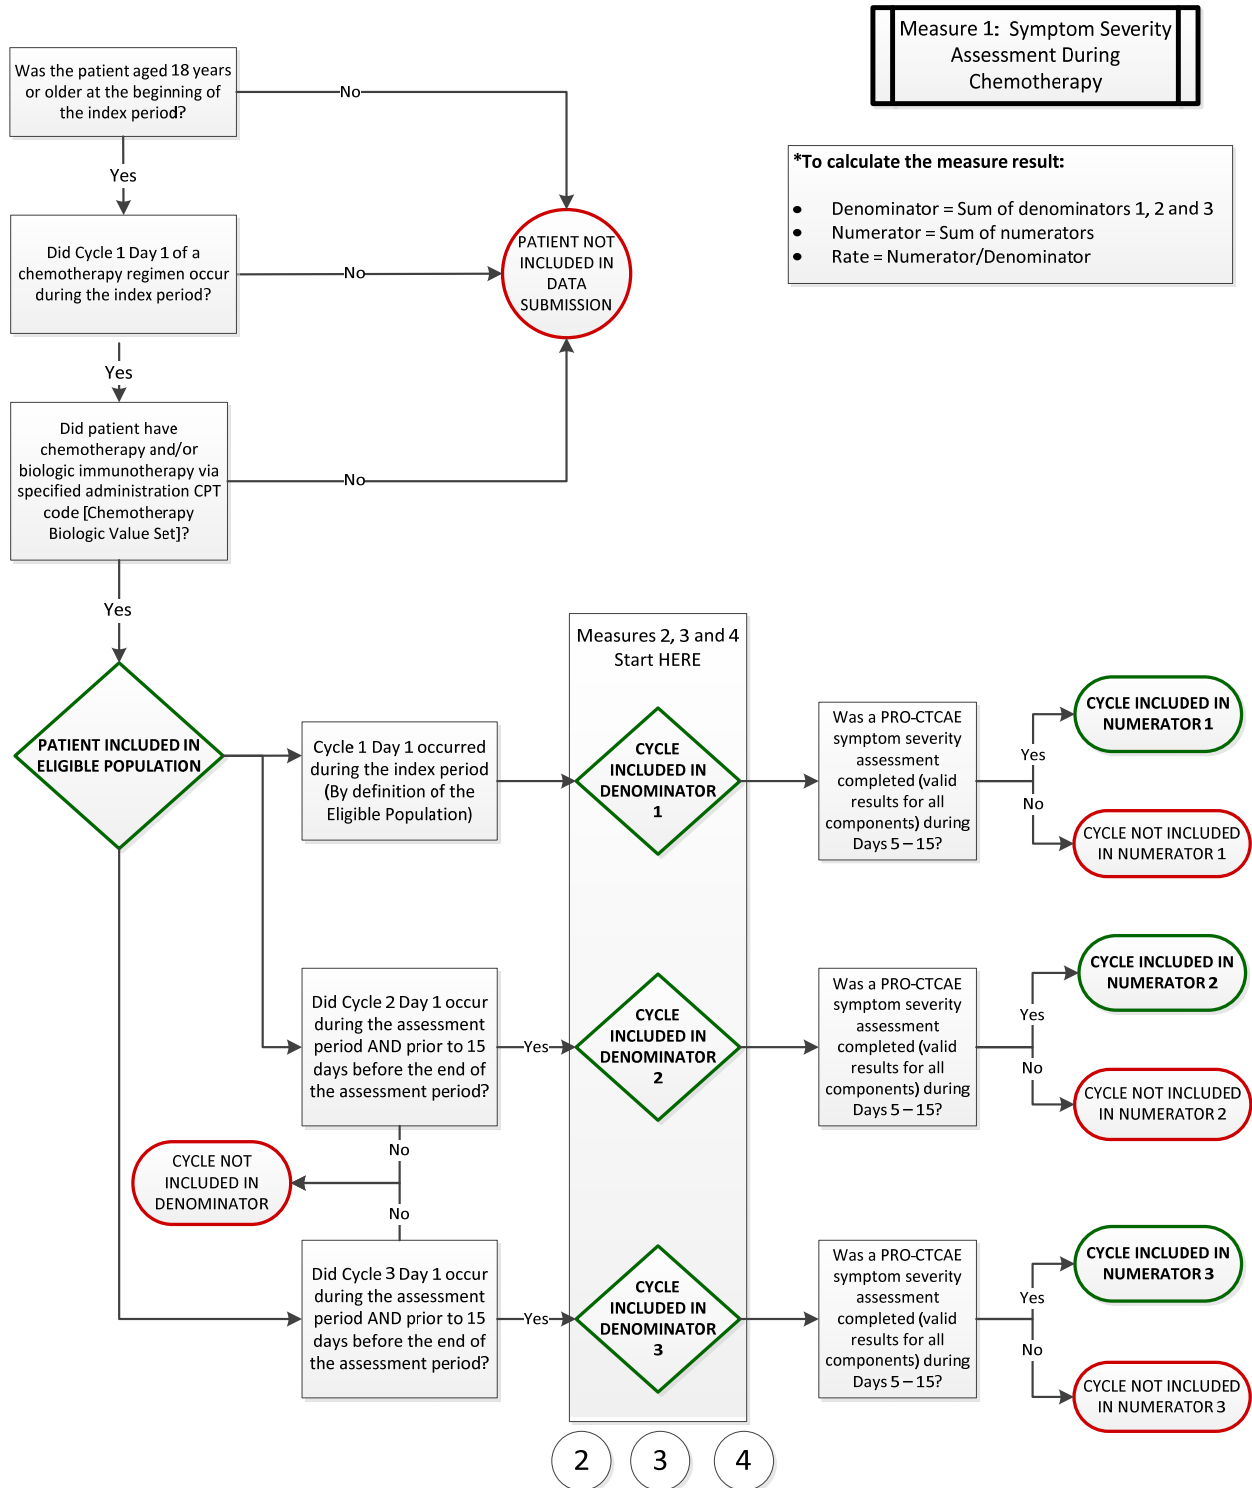 Measure 1:  Symptom Severity
Assessment During
Chemotherapy
*To calculate the measure result:
• Denominator = Sum of denominators 1, 2 and 3
• Numerator = Sum of numerators
• Rate = Numerator/Denominator
Was the patient aged 18 years
or older at the beginning of
the index period?
No
Yes
Did Cycle 1 Day 1 of a
chemotherapy regimen occur
during the index period?
No
PATIENT NOT
INCLUDED IN
DATA
SUBMISSION
Yes
Did patient have
chemotherapy and/or
biologic immunotherapy via
specified administration CPT
code [Chemotherapy
Biologic Value Set]?
No
Yes
PATIENT INCLUDED IN
ELIGIBLE POPULATION
Measures 2, 3 and 4
Start HERE
Cycle 1 Day 1 occurred
during the index period
(By definition of the
Eligible Population)
CYCLE
INCLUDED IN
DENOMINATOR
1
Was a PRO-CTCAE
symptom severity
assessment
completed (valid
results for all
components) during
Days 5 – 15?
Yes
No
CYCLE INCLUDED IN
NUMERATOR 1
CYCLE NOT INCLUDED
IN NUMERATOR 1
Did Cycle 2 Day 1 occur
during the assessment
period AND prior to 15
days before the end of
the assessment period?
Yes
CYCLE
INCLUDED IN
DENOMINATOR
2
Was a PRO-CTCAE
symptom severity
assessment
completed (valid
results for all
components) during
Days 5 – 15?
Yes
No
CYCLE INCLUDED IN
NUMERATOR 2
CYCLE NOT INCLUDED
IN NUMERATOR 2
No
CYCLE NOT
INCLUDED IN
DENOMINATOR
No
Did Cycle 3 Day 1 occur
during the assessment
period AND prior to 15
days before the end of
the assessment period?
Yes
CYCLE
INCLUDED IN
DENOMINATOR
3
Was a PRO-CTCAE
symptom severity
assessment
completed (valid
results for all
components) during
Days 5 – 15?
Yes
No
CYCLE INCLUDED IN
NUMERATOR 3
CYCLE NOT INCLUDED
IN NUMERATOR 3
2
3
4